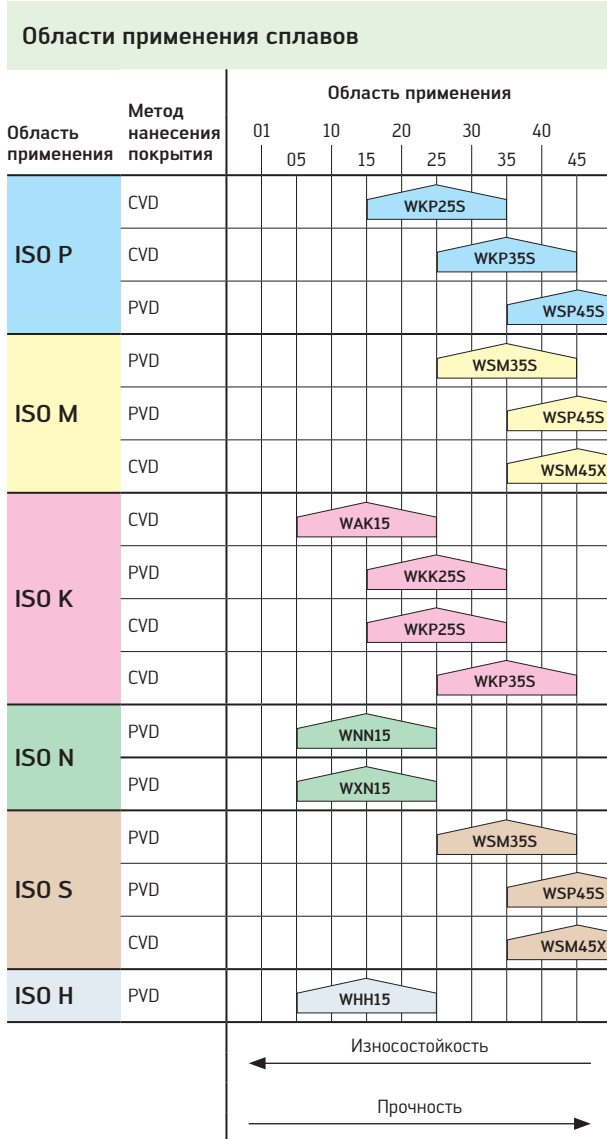 Области применения сплавов
Область применения
Метод нанесения покрытия
Область применения
01 10 20 30 40
05 15 25 35 45
ISO P
CVD WKP25S
CVD WKP35S
PVD WSP45S
ISO M
PVD WSM35S
PVD WSP45S
CVD WSM45X
ISO K
CVD WAK15
PVD WKK25S
CVD WKP25S
CVD WKP35S
ISO N
PVD WNN15
PVD WXN15
ISO S
PVD WSM35S
PVD WSP45S
CVD WSM45X
ISO H
PVD WHH15
Износостойкость
Прочность